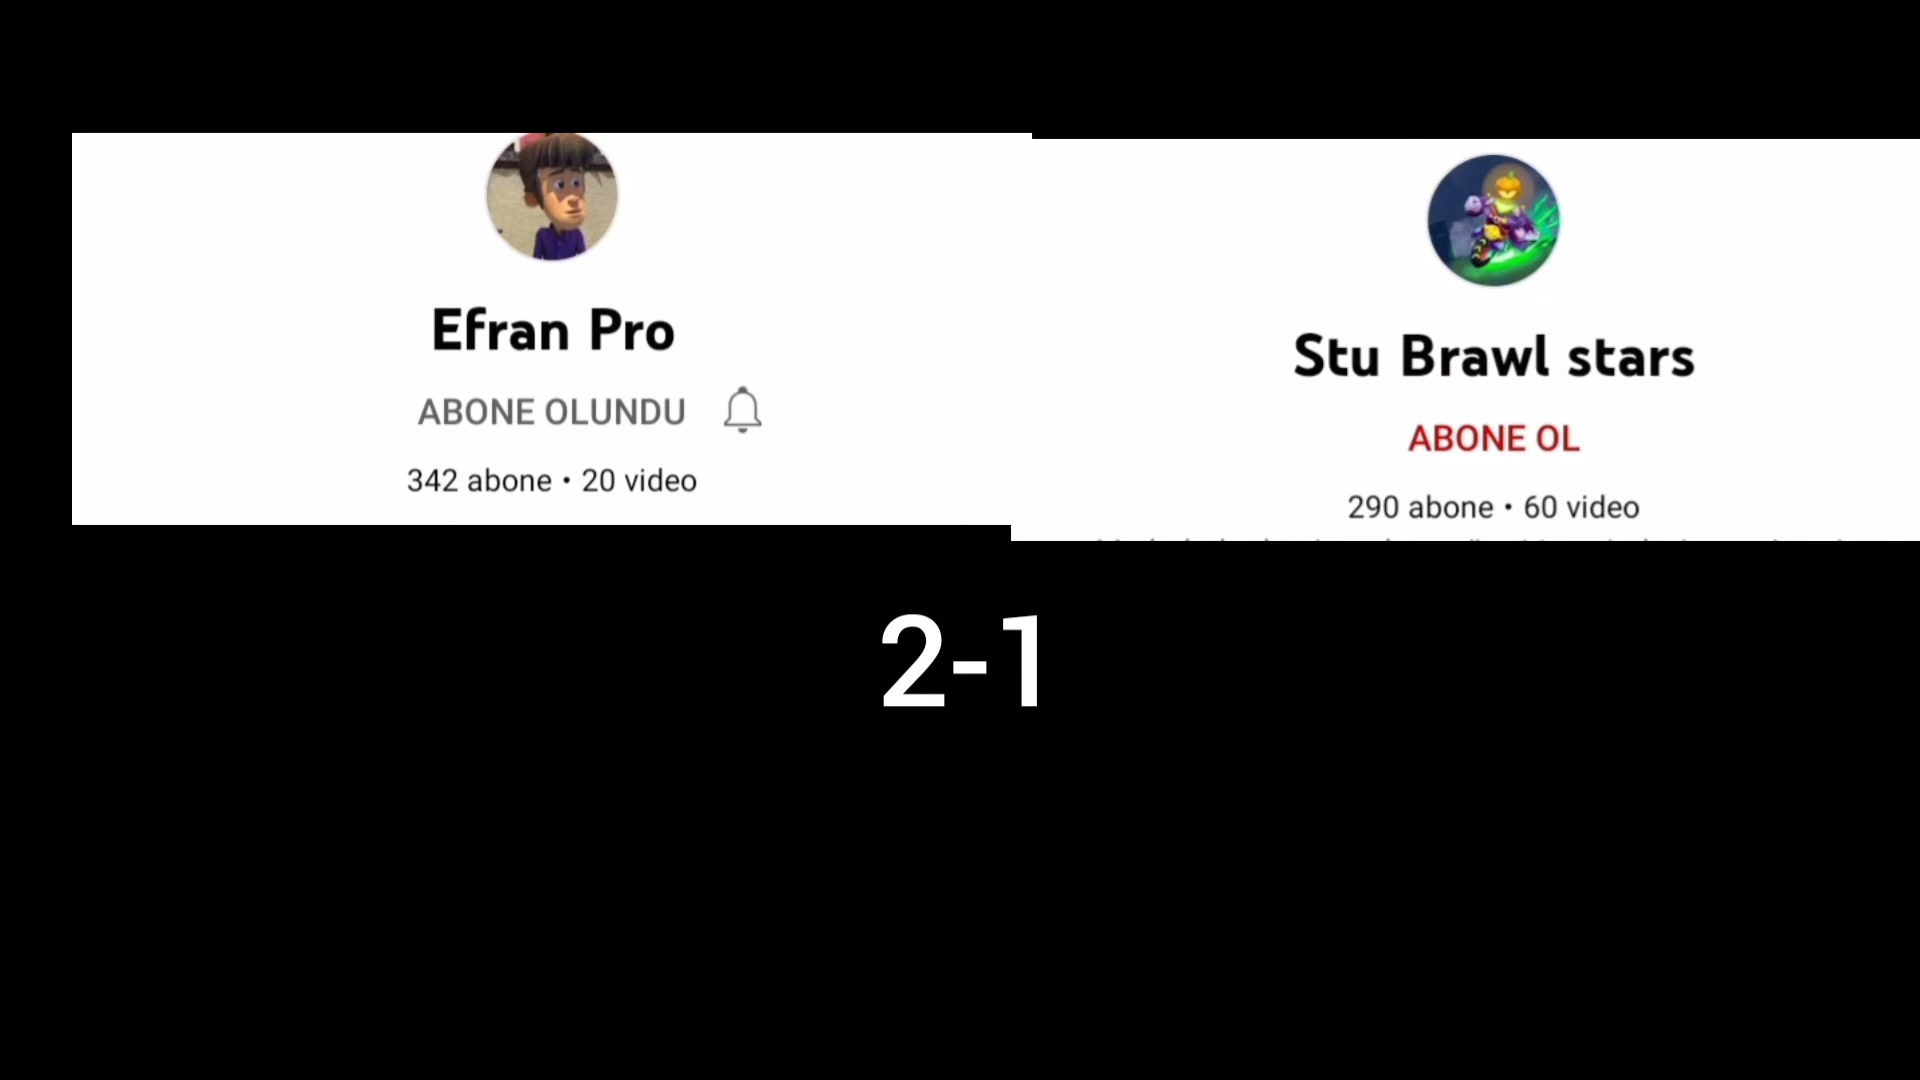 Efran Pro
ABONE OLUNDU
342 abone • 20 video
Stu Brawl stars
ABONE OL
290 abone • 60 video
2-1